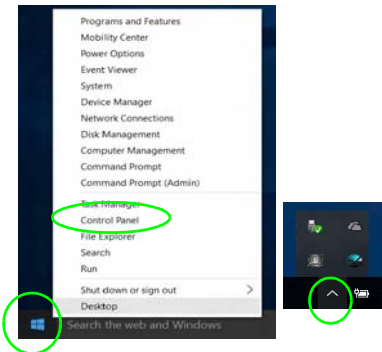 Programs and Features
Mobility Center
Power Options
Event Viewer
System
Device Manager
Network Connections
Disk Management
Computer Management
Command Prompt
Command Prompt (Admin)
Task Manager
Control Panel
File Explorer
Search
Run
Shut down or sign out
Desktop
Search the web and Windows